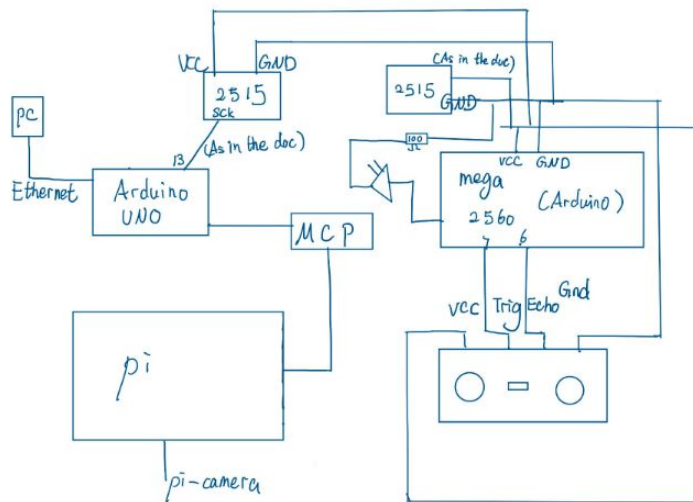 VCC
GND
2515
SCK
(As in the doc)
13
PC
Ethernet
Arduino
UNO
MCP
pi
pi-camera
(As in the doc)
2515
GND
100
Ω
VCC
GND
mega
2560
(Arduino)
7
6
VCC
Trig
Echo
Gnd